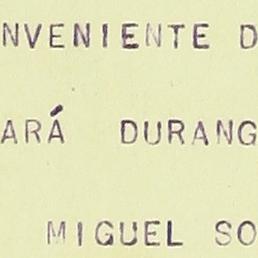 NVENIENTE D
ARÁ DURANG
MIGUEL SO